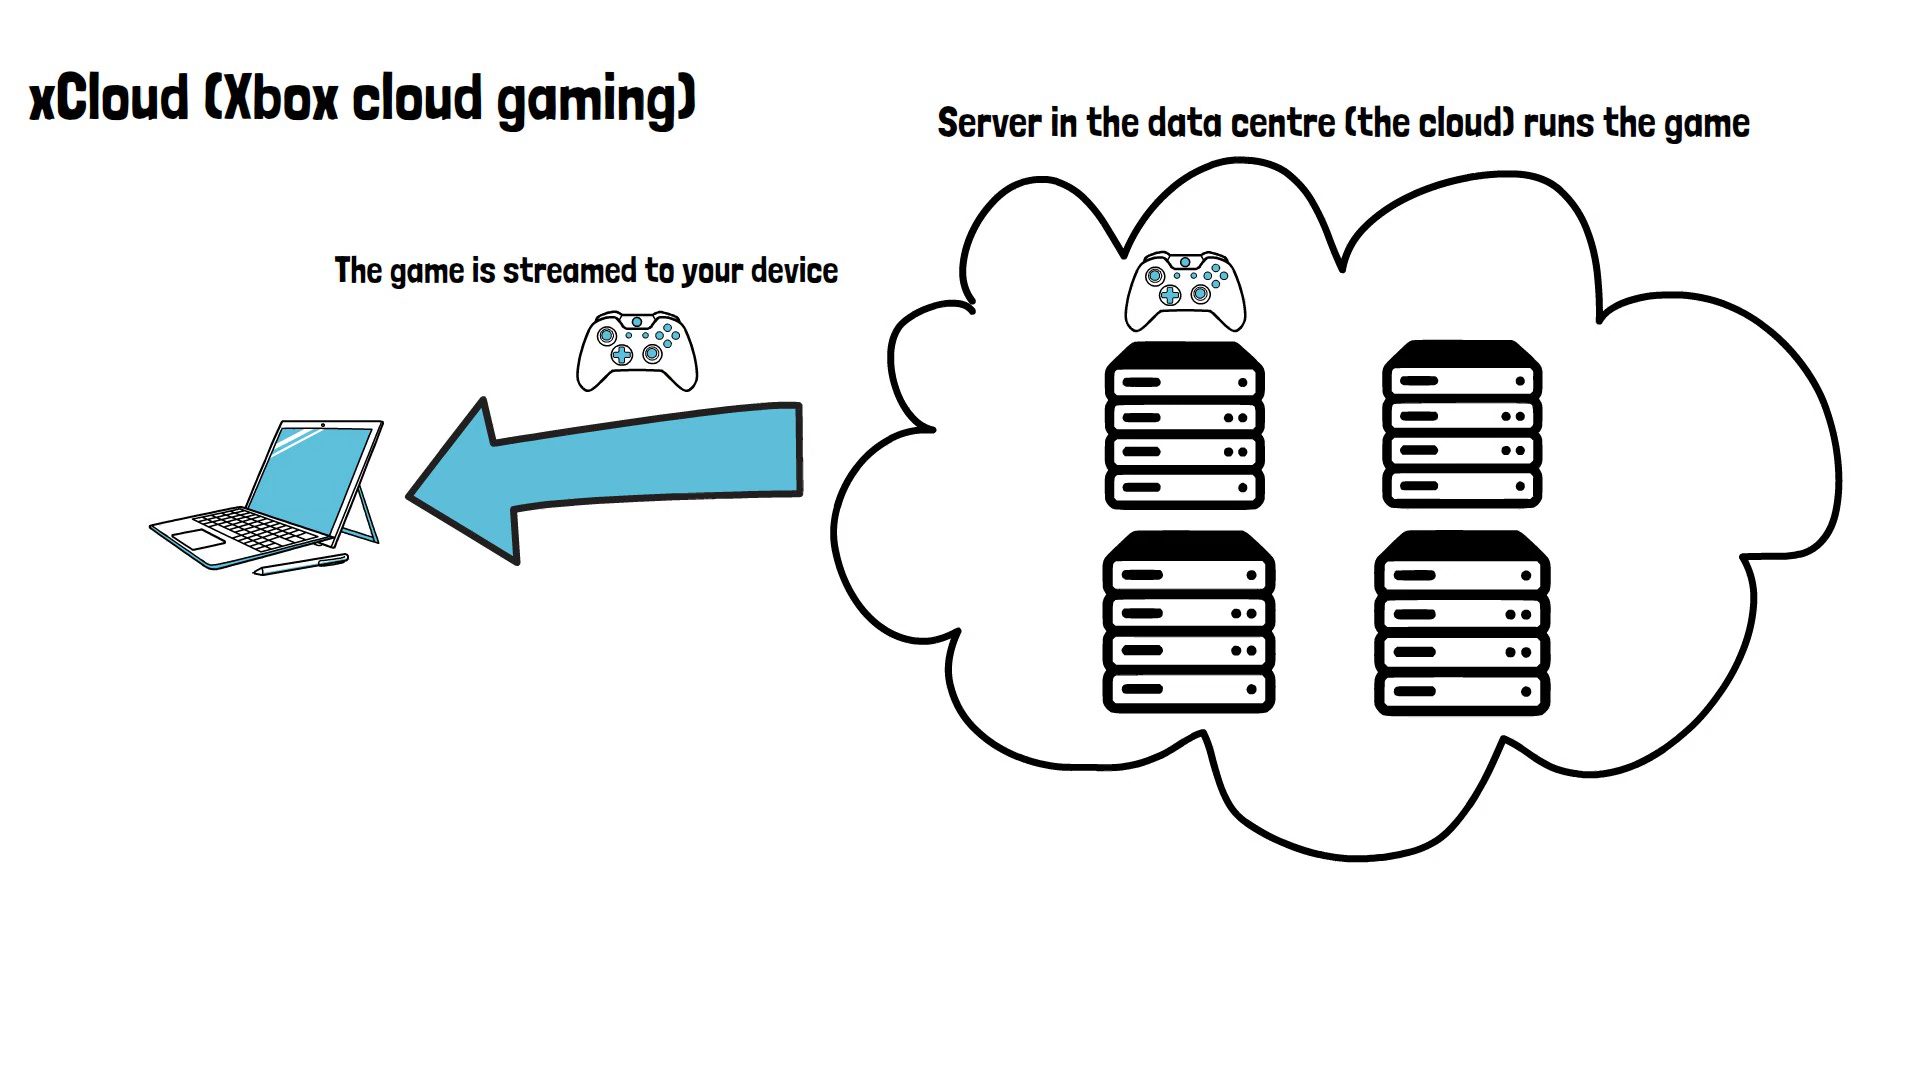 xCloud (Xbox cloud gaming)
Server in the data centre (the cloud) runs the game
The game is streamed to your device